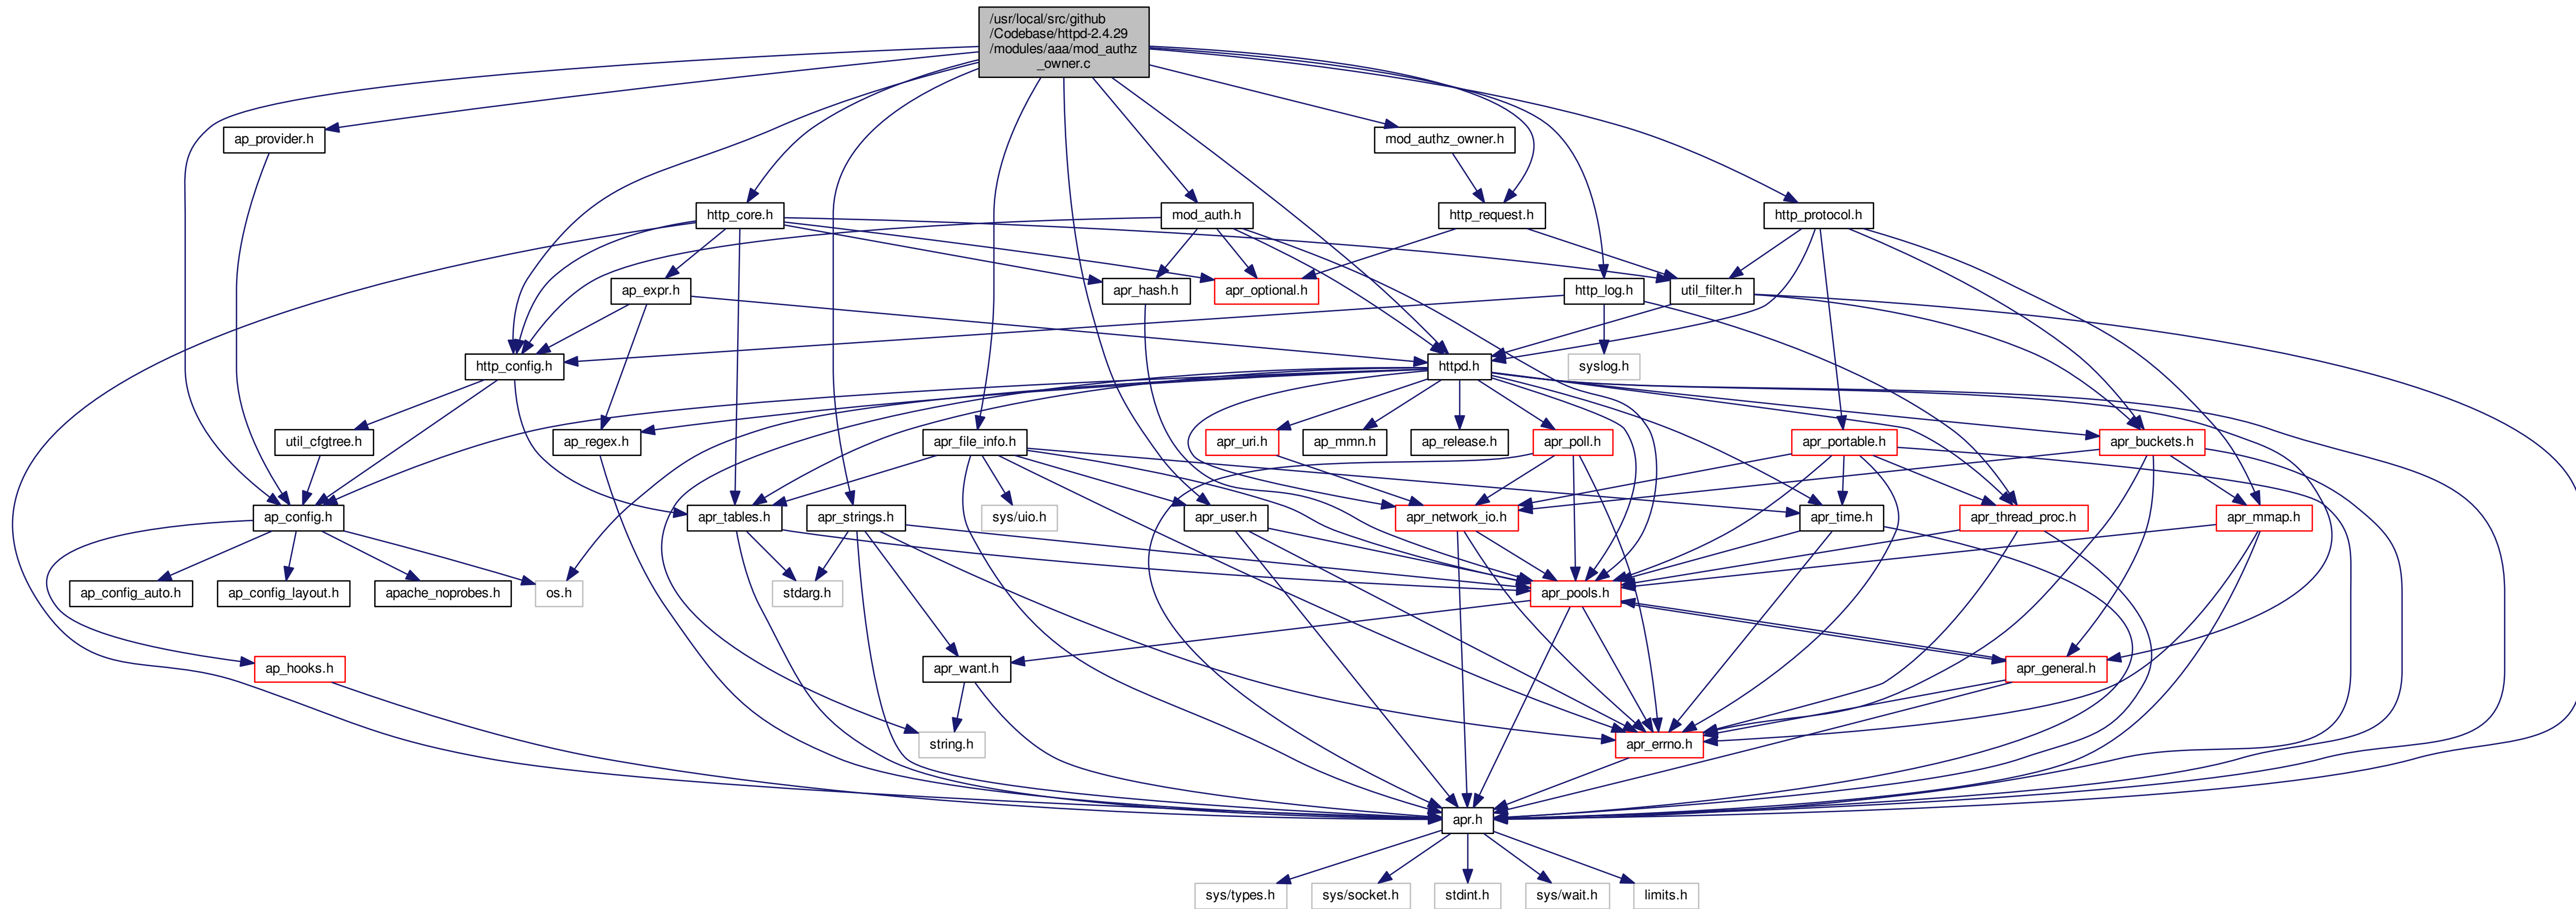 /usr/local/src/github
/Codebase/httpd-2.4.29
/modules/aaa/mod_authz
_owner.c
ap_provider.h
mod_authz_owner.h
http_core.h
mod_auth.h
http_request.h
http_protocol.h
ap_expr.h
apr_hash.h
apr_optional.h
http_log.h
util_filter.h
http_config.h
httpd.h
syslog.h
util_cfgtree.h
ap_regex.h
apr_file_info.h
apr_uri.h
ap_mmn.h
ap_release.h
apr_poll.h
apr_portable.h
apr_buckets.h
ap_config.h
apr_tables.h
apr_strings.h
sys/uio.h
apr_user.h
apr_network_io.h
apr_time.h
apr_thread_proc.h
apr_mmap.h
ap_config_auto.h
ap_config_layout.h
apache_noprobes.h
os.h
stdarg.h
apr_pools.h
ap_hooks.h
apr_want.h
apr_general.h
string.h
apr_errno.h
apr.h
sys/types.h
sys/socket.h
stdint.h
sys/wait.h
limits.h